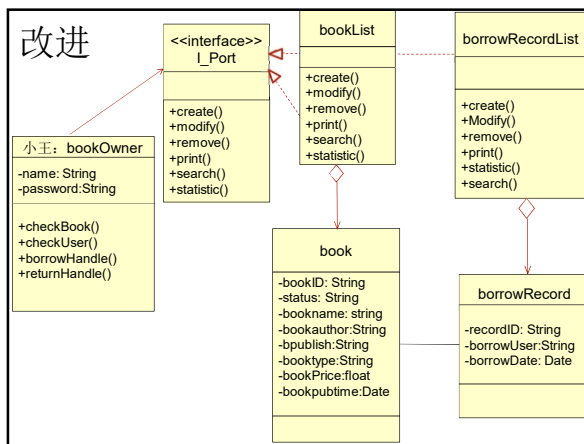 改进
<<interface>>
I_Port
+create()
+modify()
+remove()
+print()
+search()
+statistic()
bookList
+create()
+modify()
+remove()
+print()
+search()
+statistic()
borrowRecordList
+create()
+Modify()
+remove()
+print()
+statistic()
+search()
小王：bookOwner
-name: String
-password:String
+checkBook()
+checkUser()
+borrowHandle()
+returnHandle()
book
-bookID: String
-status: String
-bookname: string
-bookauthor:String
-bpublish:String
-booktype:String
-bookPrice:float
-bookpubtime:Date
borrowRecord
-recordID: String
-borrowUser:String
-borrowDate: Date